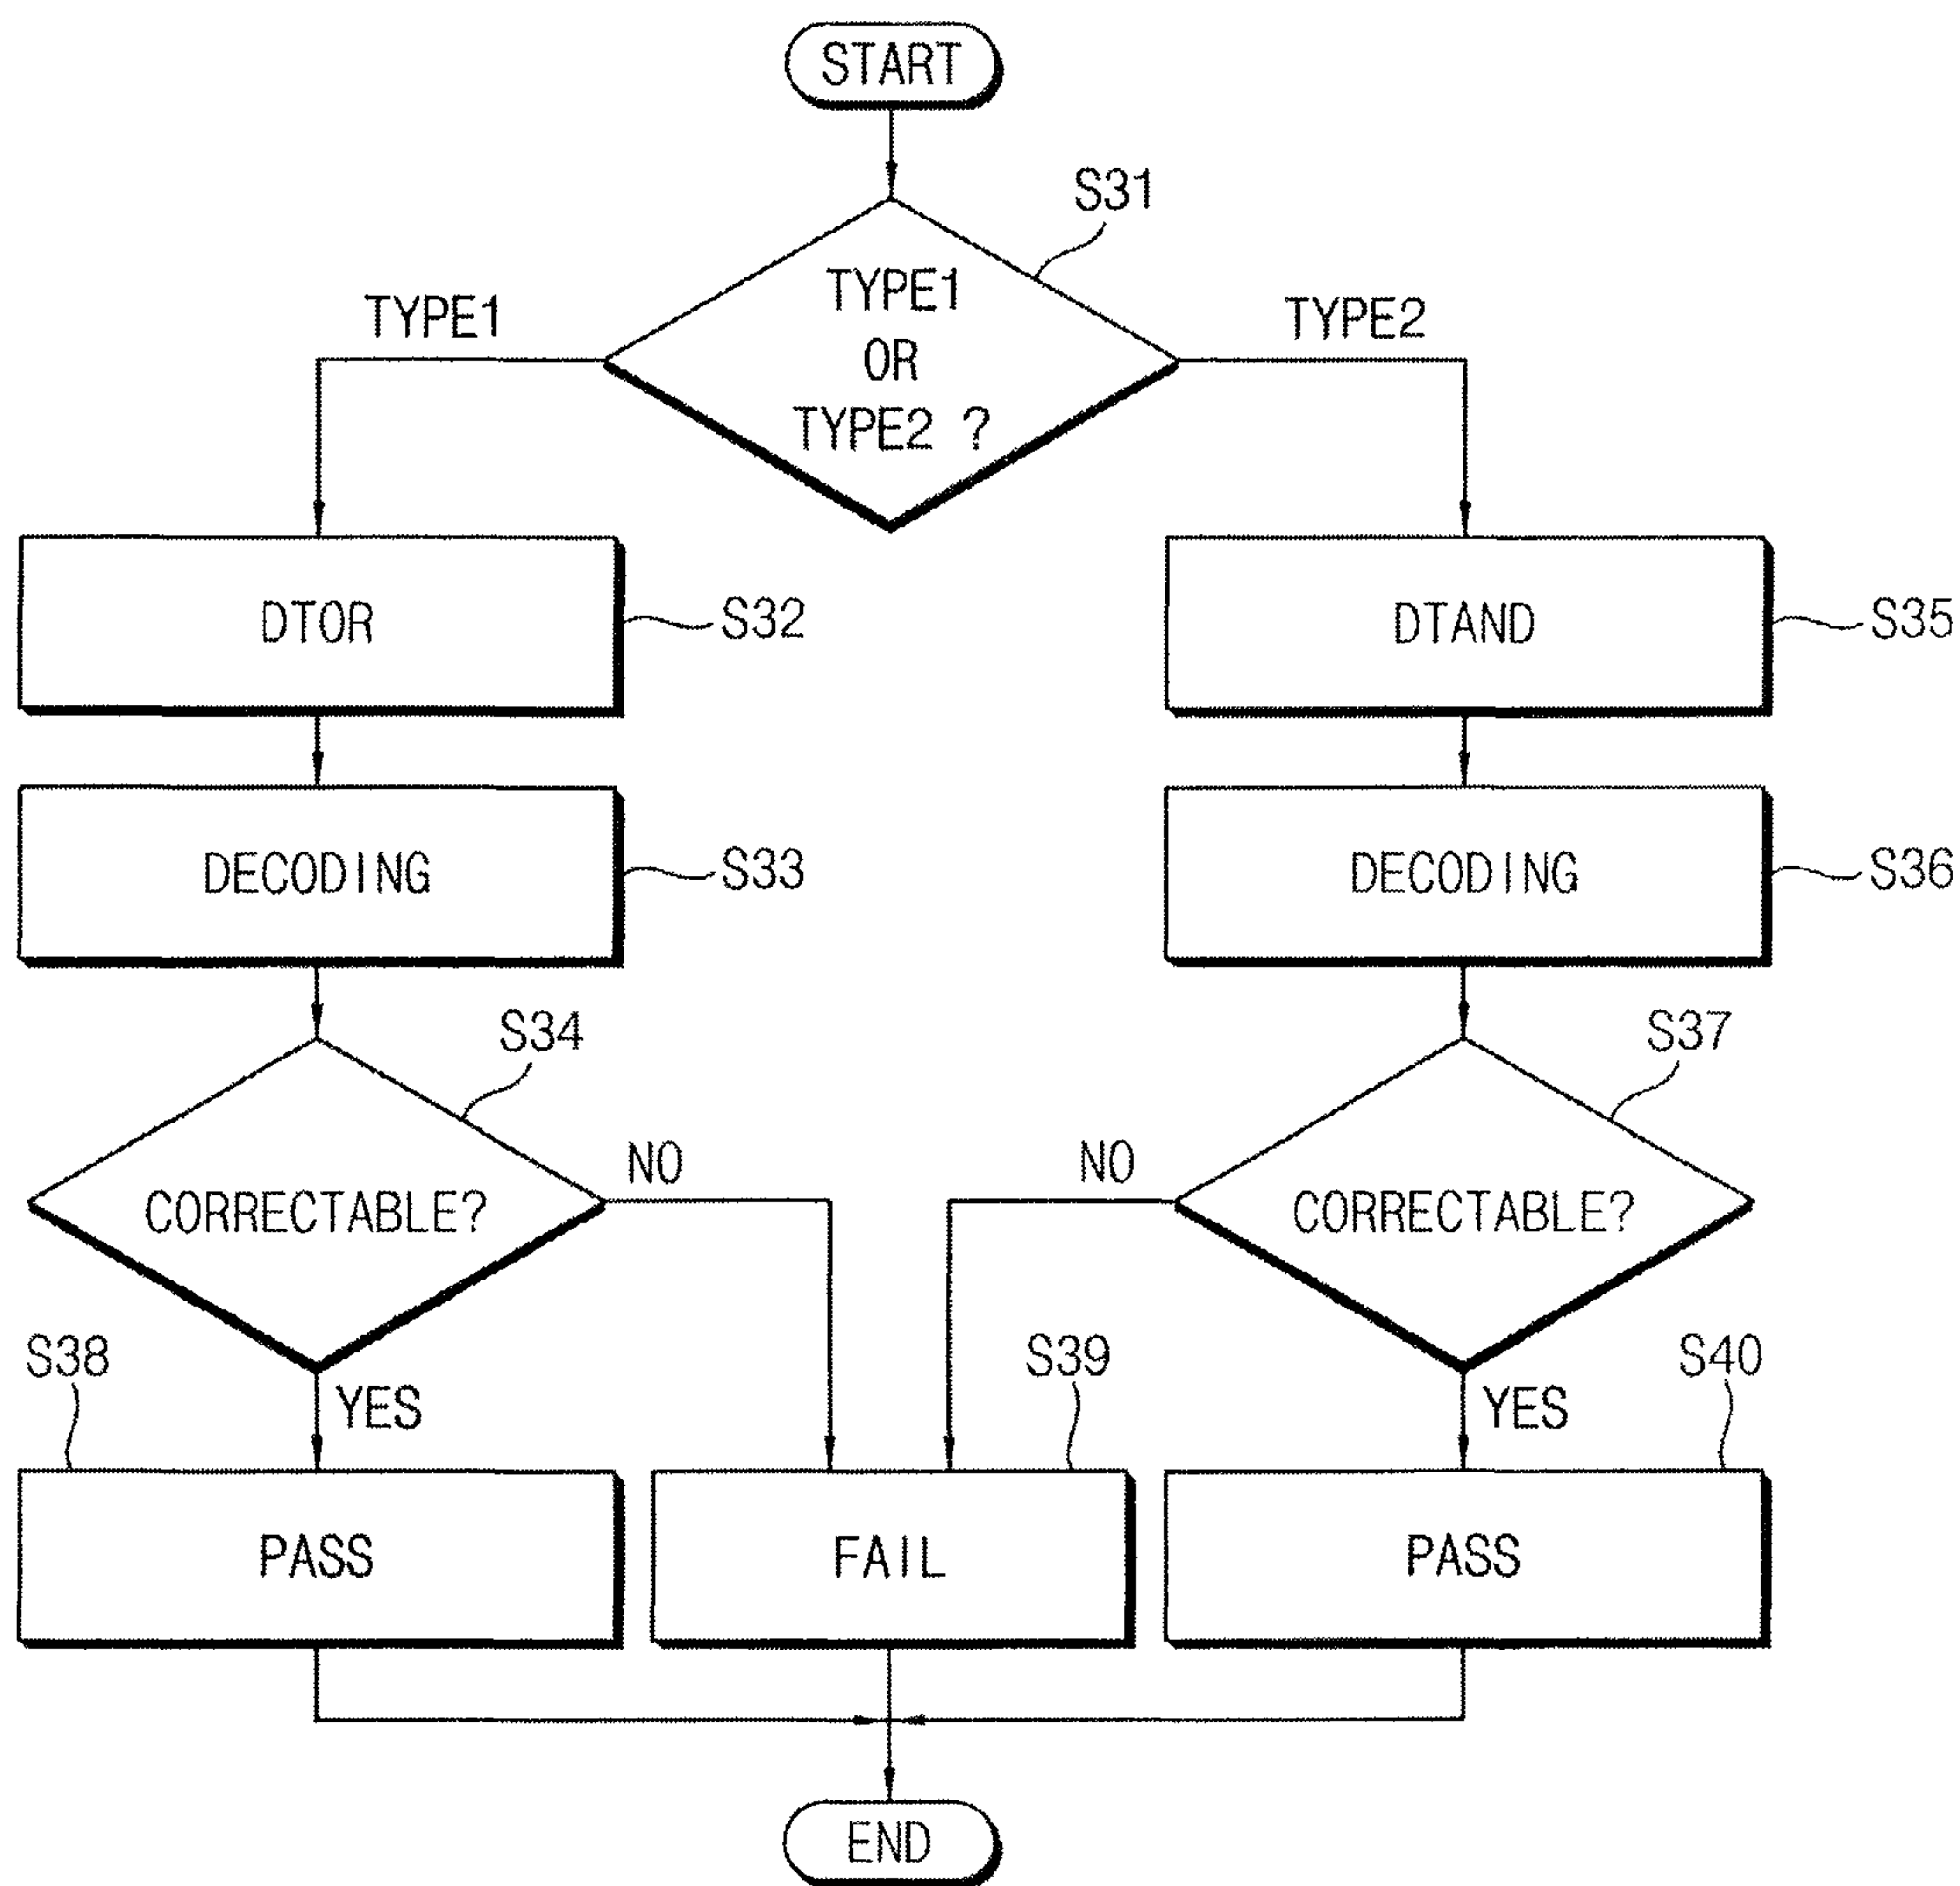 START
S31
TYPE1
OR
TYPE2 ?
TYPE1
TYPE2
DTOR
S32
DTAND
S35
DECODING
S33
DECODING
S36
S34
CORRECTABLE?
NO
YES
S37
CORRECTABLE?
NO
YES
S38
PASS
S39
FAIL
S40
PASS
END